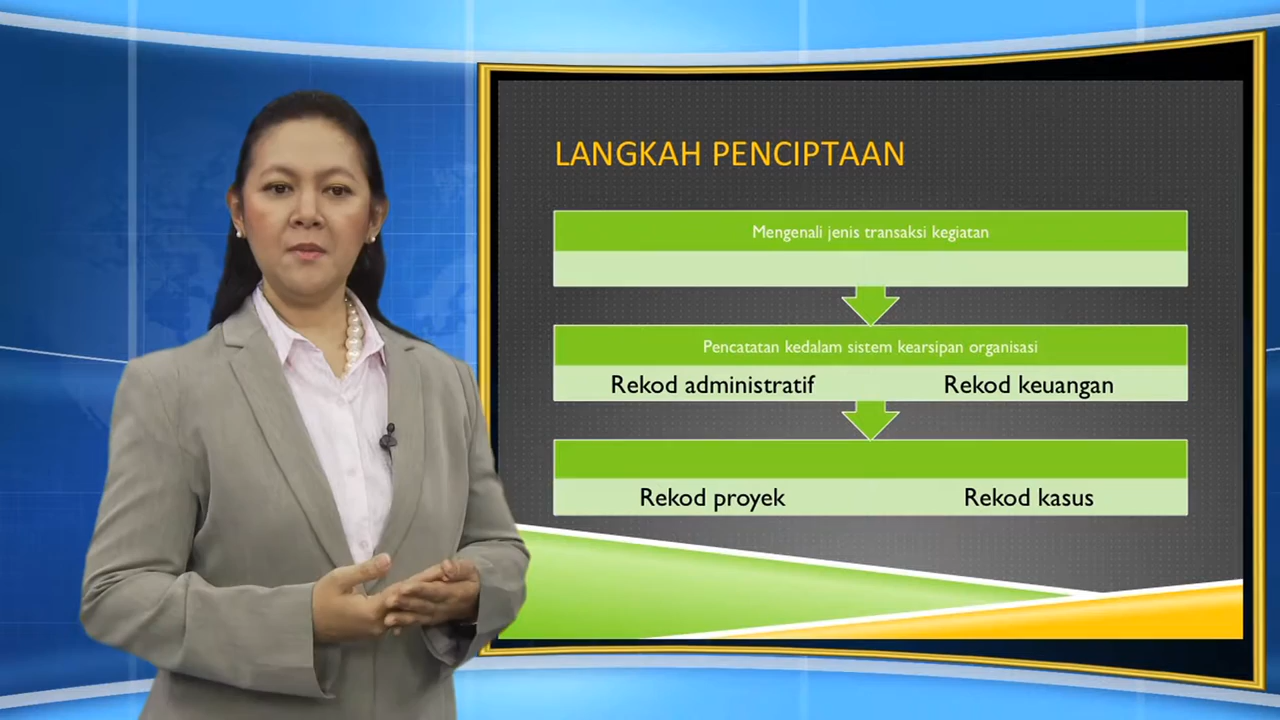 LANGKAH PENCIPTAAN
Mengenali jenis transaksi kegiatan
Pencatatan kedalam sistem kearsipan organisasi
Rekod administratif Rekod keuangan
Rekod proyek Rekod kasus